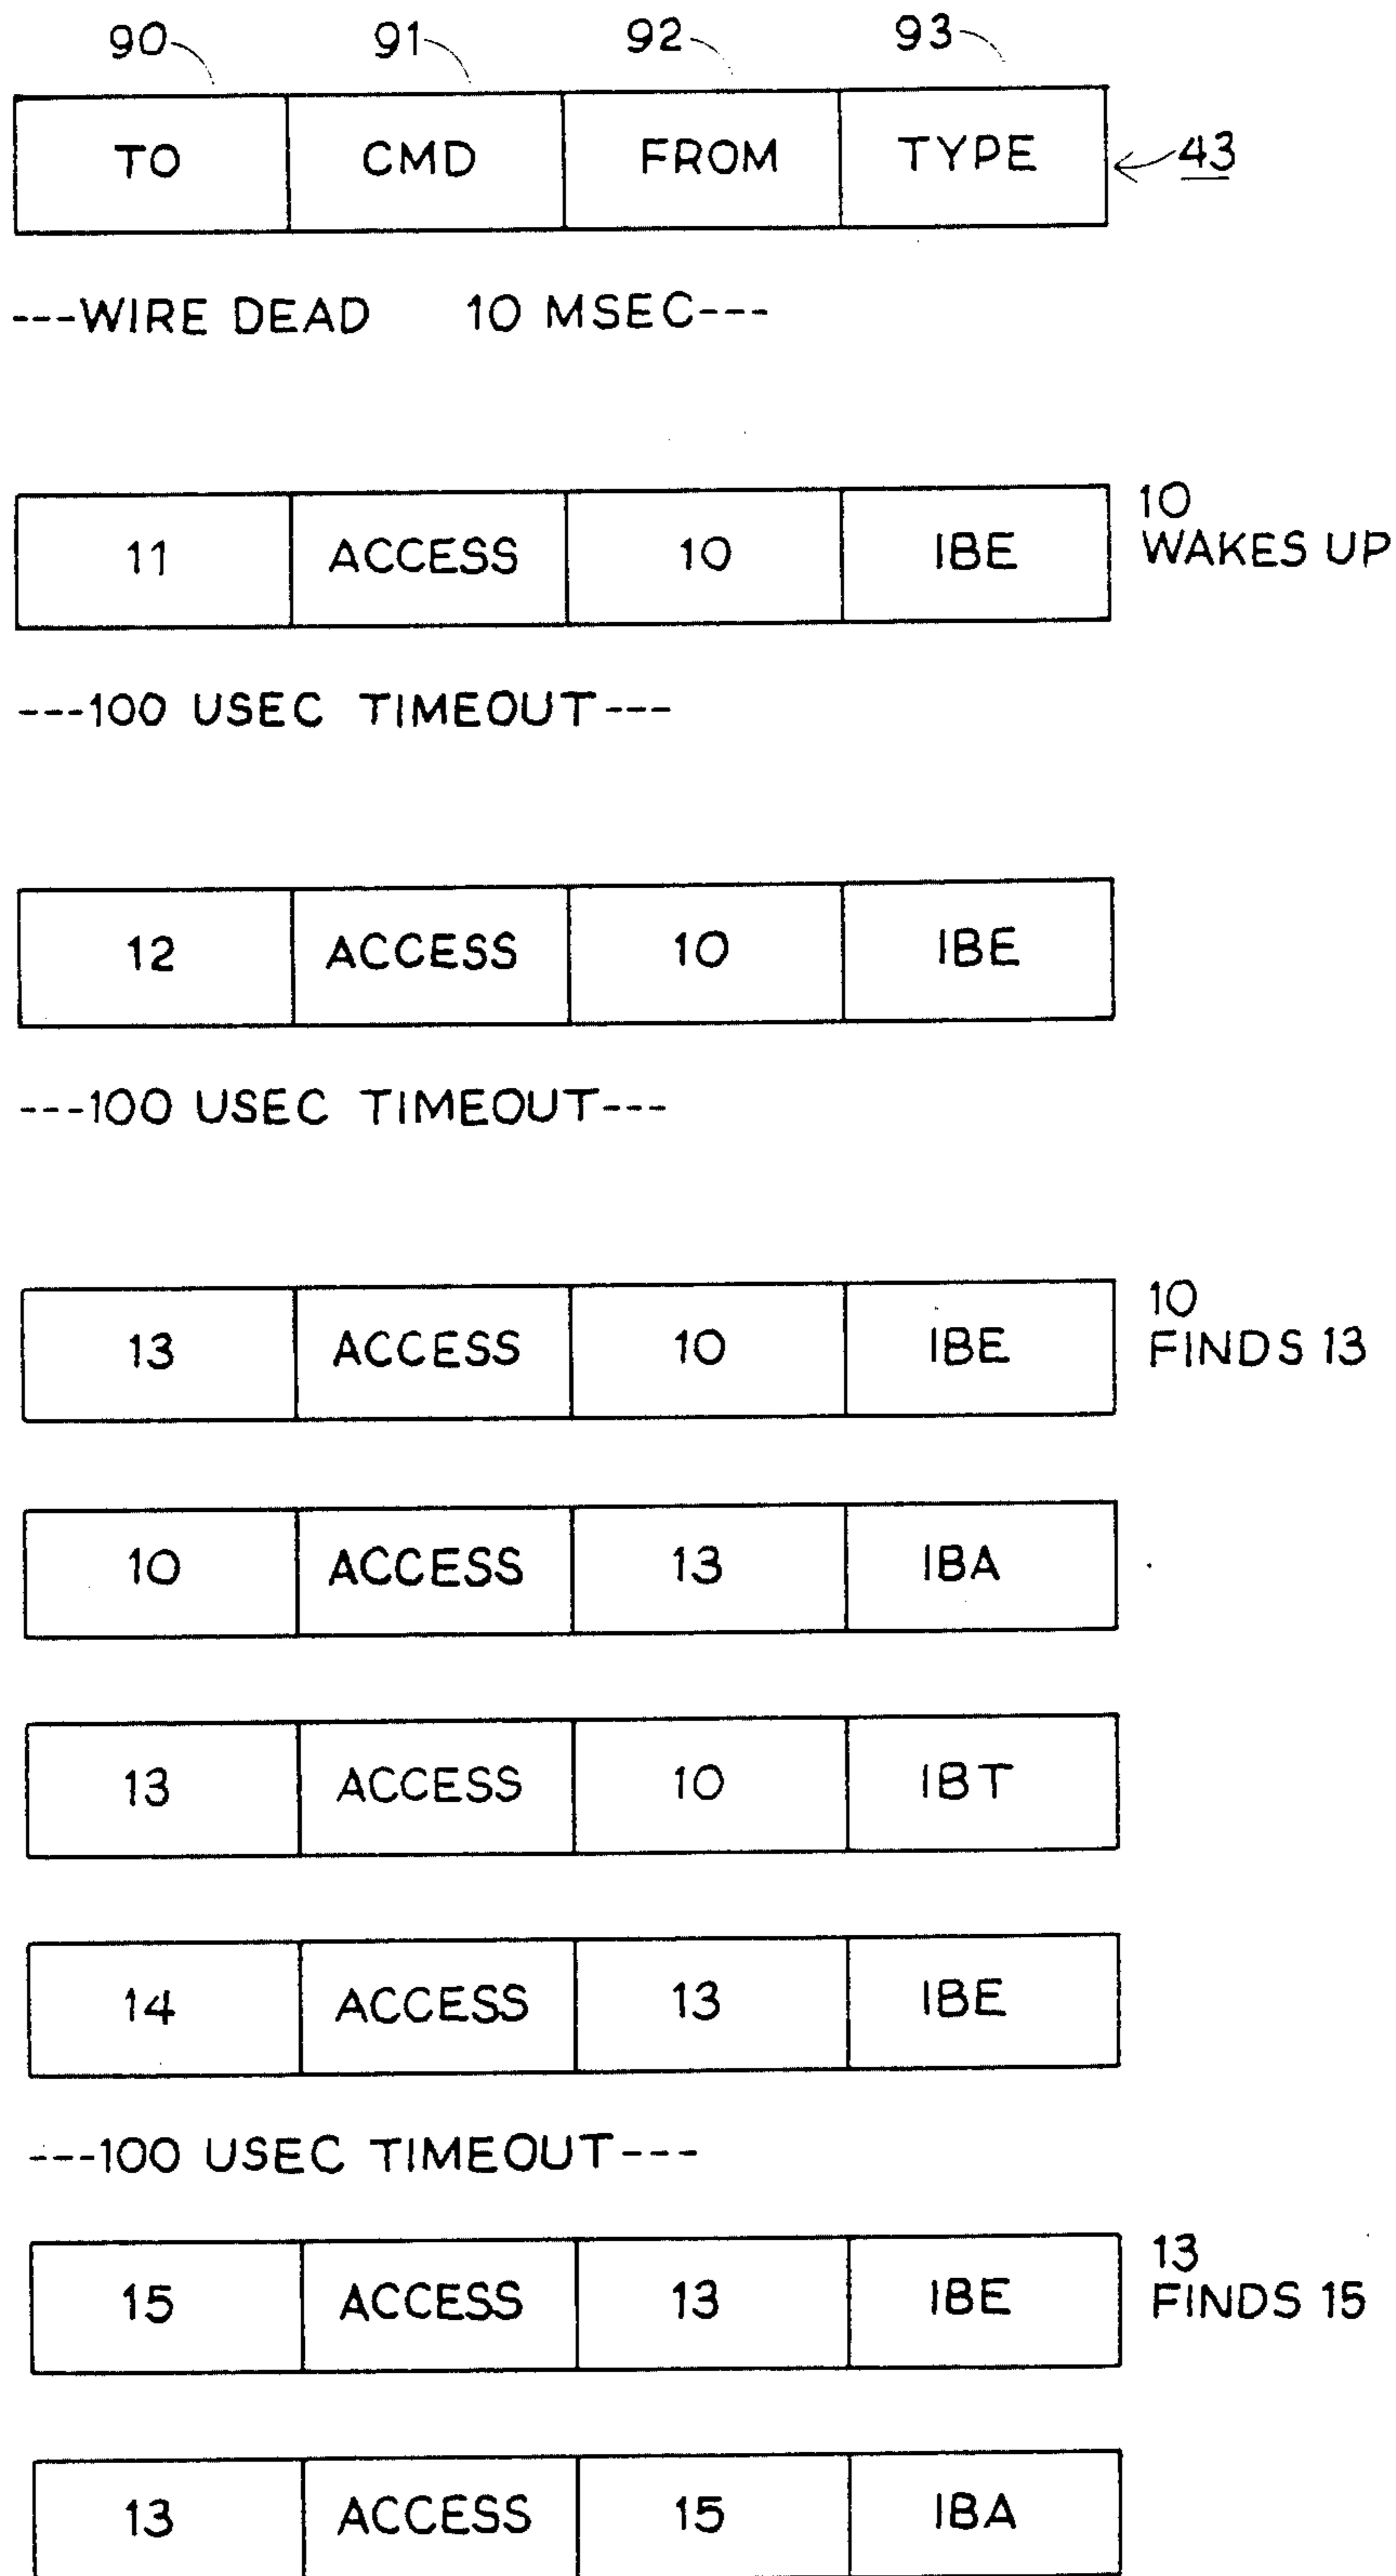 90 91 92 93
TO CMD FROM TYPE 43
---WIRE DEAD 10 MSEC---
11 ACCESS 10 IBE 10
WAKES UP
---100 USEC TIMEOUT---
12 ACCESS 10 IBE
---100 USEC TIMEOUT---
13 ACCESS 10 IBE 10
FINDS 13
10 ACCESS 13 IBA
13 ACCESS 10 IBT
14 ACCESS 13 IBE
---100 USEC TIMEOUT---
15 ACCESS 13 IBE 13
FINDS 15
13 ACCESS 15 IBA